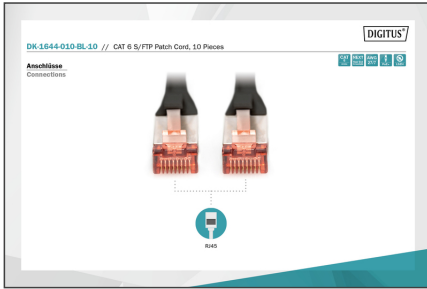 DIGITUS®
DK-1644-010-BL-10 // CAT 6 S/FTP Patch Cord, 10 Pieces
Anschlüsse
Connections
RJ45